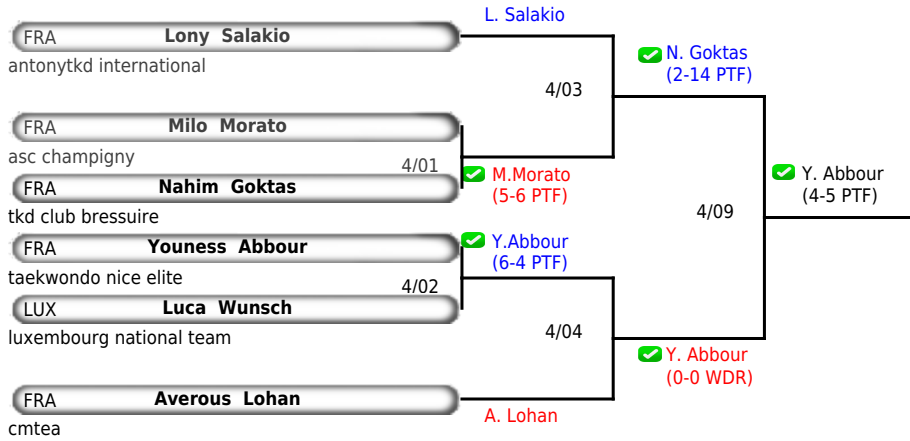 L. Salakio
FRA Lony Salakio
antonytkd international
N. Goktas
(2-14 PTF)
4/03
FRA Milo Morato
asc champigny
4/01
M.Morato
(5-6 PTF)
FRA Nahim Goktas
tkd club bressuire
Y. Abbour
(4-5 PTF)
4/09
FRA Youness Abbour
taekwondo nice elite
Y.Abbour
(6-4 PTF)
4/02
LUX Luca Wunsch
luxembourg national team
4/04
Y. Abbour
(0-0 WDR)
FRA Averous Lohan
cmtea
A. Lohan